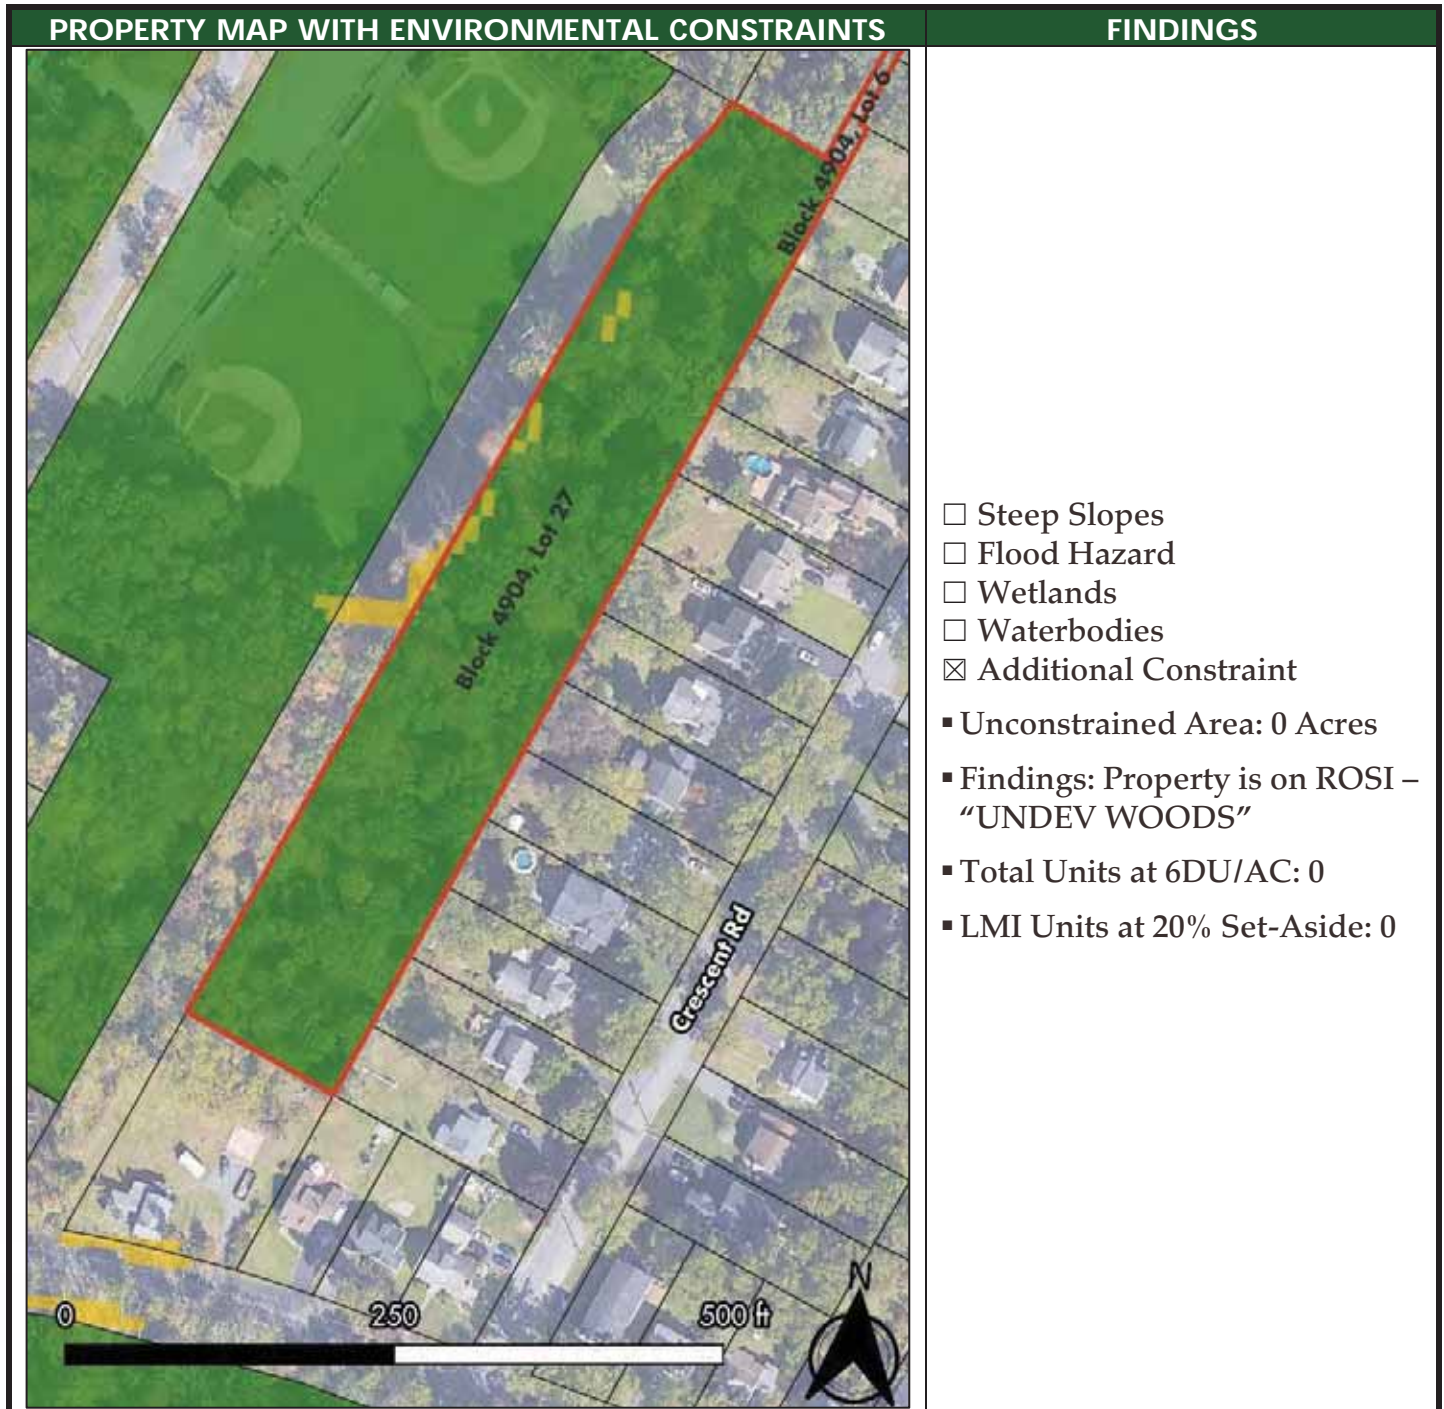 PROPERTY MAP WITH ENVIRONMENTAL CONSTRAINTS
FINDINGS
Block 4904, Lot 6
Block 4904, Lot 27
Crescent Rd
N
0 250 500 ft
☐ Steep Slopes
☐ Flood Hazard
☐ Wetlands
☐ Waterbodies
☒ Additional Constraint
▪ Unconstrained Area: 0 Acres
▪ Findings: Property is on ROSI –
“UNDEV WOODS”
▪ Total Units at 6DU/AC: 0
▪ LMI Units at 20% Set-Aside: 0